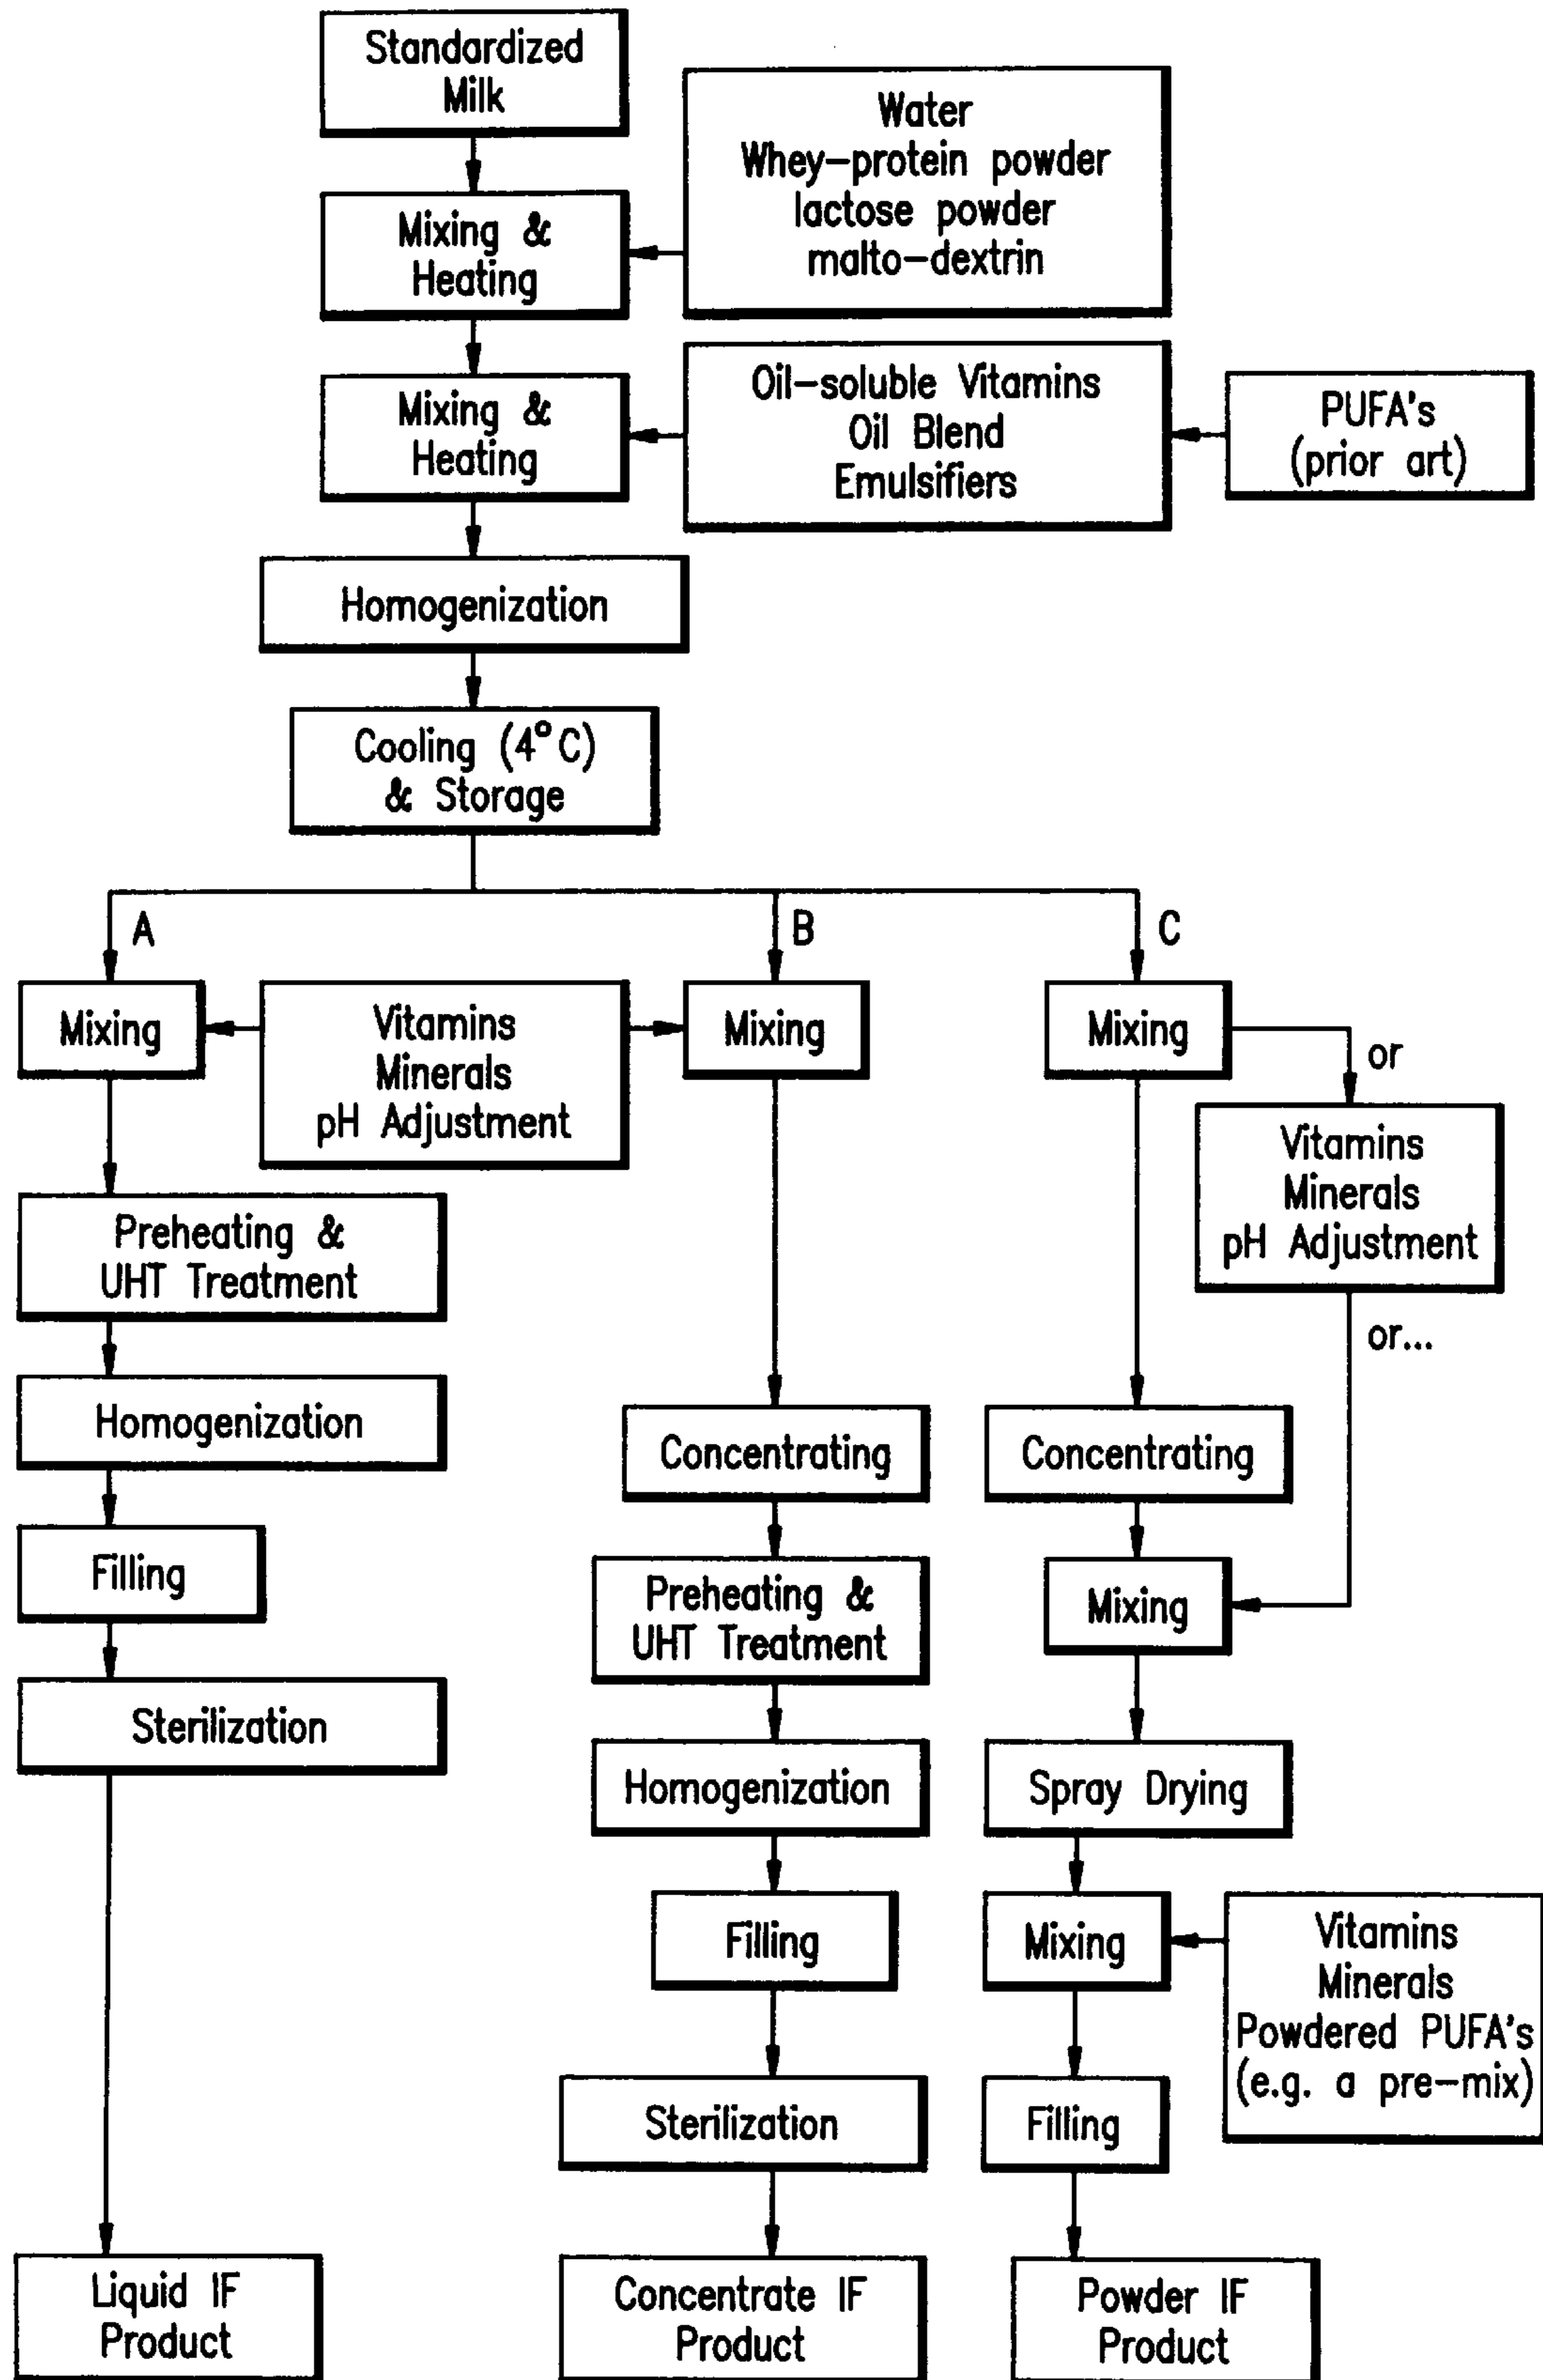 Standardized
Milk
Water
Whey-protein powder
lactose powder
malto-dextrin
Mixing &
Heating
Mixing &
Heating
Oil-soluble Vitamins
Oil Blend
Emulsifiers
PUFA's
(prior art)
Homogenization
Cooling (4°C)
& Storage
A
B
C
Mixing
Vitamins
Minerals
pH Adjustment
Mixing
Mixing
or
Vitamins
Minerals
pH Adjustment
or...
Preheating &
UHT Treatment
Homogenization
Filling
Sterilization
Liquid IF
Product
Concentrating
Preheating &
UHT Treatment
Homogenization
Filling
Sterilization
Concentrate IF
Product
Concentrating
Mixing
Spray Drying
Mixing
Vitamins
Minerals
Powdered PUFA's
(e.g. a pre-mix)
Filling
Powder IF
Product